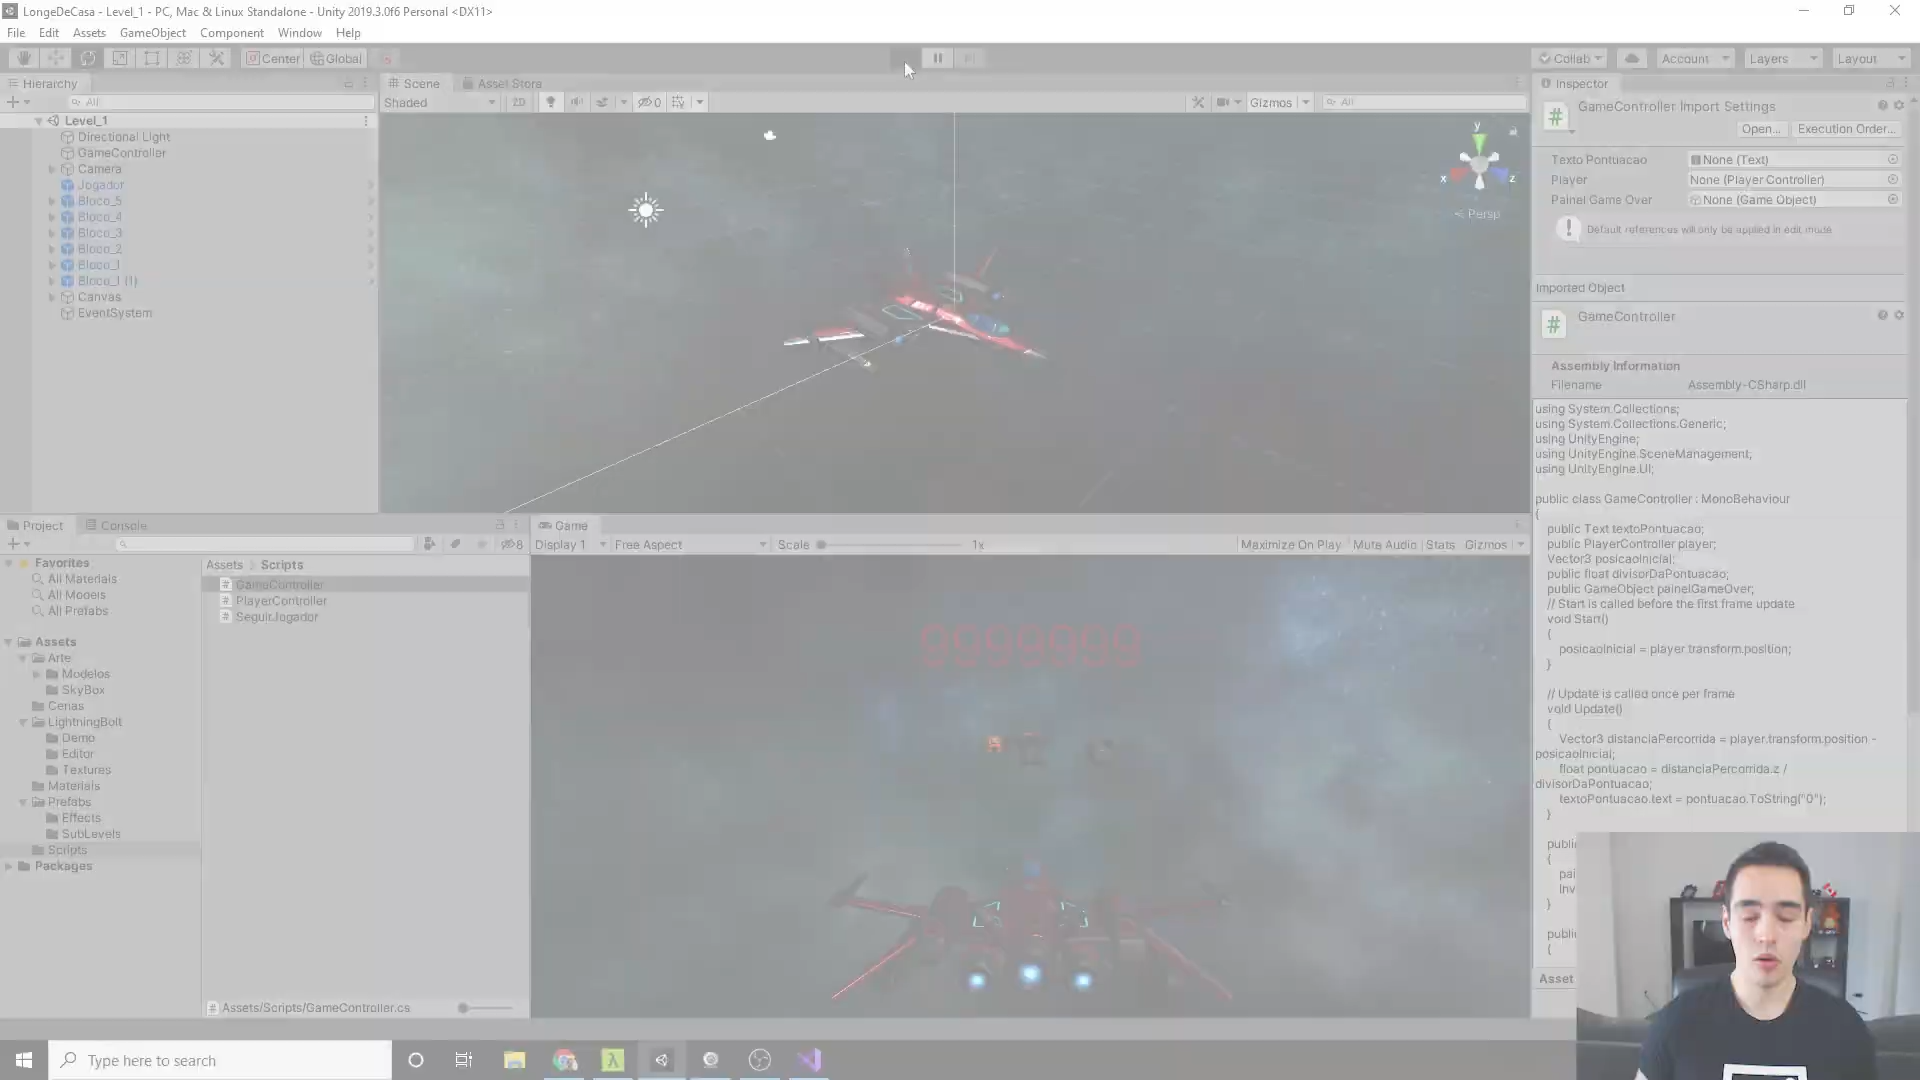 LongeDeCasa - Level_1 - PC, Mac & Linux Standalone - Unity 2019.3.0f6 Personal <DX11>
File Edit Assets GameObject Component Window Help
Center Global
Collab Account Layers Layout
Hierarchy
All
Level_1
Directional Light
GameController
Camera
Jogador
Bloco_5
Bloco_4
Bloco_3
Bloco_2
Bloco_1
Bloco_1 (1)
Canvas
EventSystem
Scene Asset Store
Shaded 2D 0 Gizmos All
y
x z
Persp
Inspector
GameController Import Settings
Open... Execution Order...
Texto Pontuacao None (Text)
Player None (Player Controller)
Painel Game Over None (Game Object)
Default references will only be applied in edit mode
Imported Object
GameController
Assembly Information
Filename Assembly-CSharp.dll
using System.Collections;
using System.Collections.Generic;
using UnityEngine;
using UnityEngine.SceneManagement;
using UnityEngine.UI;
public class GameController : MonoBehaviour
{
public Text textoPontuacao;
public PlayerController player;
Vector3 posicaoInicial;
public float divisorDaPontuacao;
public GameObject painelGameOver;
// Start is called before the first frame update
void Start()
{
posicaoInicial = player.transform.position;
}
// Update is called once per frame
void Update()
{
Vector3 distanciaPercorrida = player.transform.position -
posicaoInicial;
float pontuacao = distanciaPercorrida.z /
divisorDaPontuacao;
textoPontuacao.text = pontuacao.ToString("0");
}
publi
{
pai
Inv
}
publi
{
Asset
Project Console
8
Favorites
All Materials
All Models
All Prefabs
Assets
Arte
Modelos
SkyBox
Cenas
LightningBolt
Demo
Editor
Textures
Materials
Prefabs
Effects
SubLevels
Scripts
Packages
Assets Scripts
GameController
PlayerController
SeguirJogador
Assets/Scripts/GameController.cs
Game
Display 1 Free Aspect Scale 1x Maximize On Play Mute Audio Stats Gizmos
9999999
Type here to search